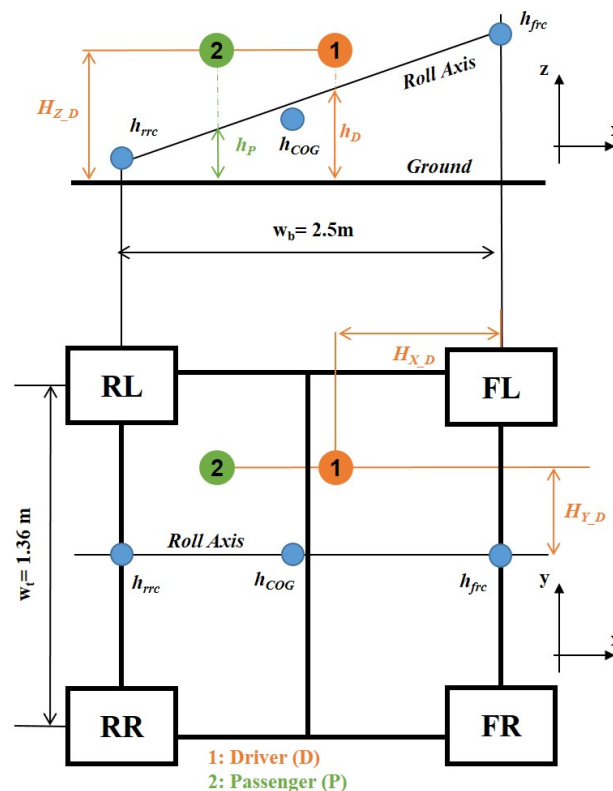 h_frc
2
1
Roll Axis
z
H_Z_D
h_rrc
h_COG
h_P
h_D
x
Ground
w_b= 2.5m
H_X_D
RL
FL
2
1
H_Y_D
w_t= 1.36 m
Roll Axis
h_rrc
h_COG
h_frc
y
x
RR
FR
1: Driver (D)
2: Passenger (P)